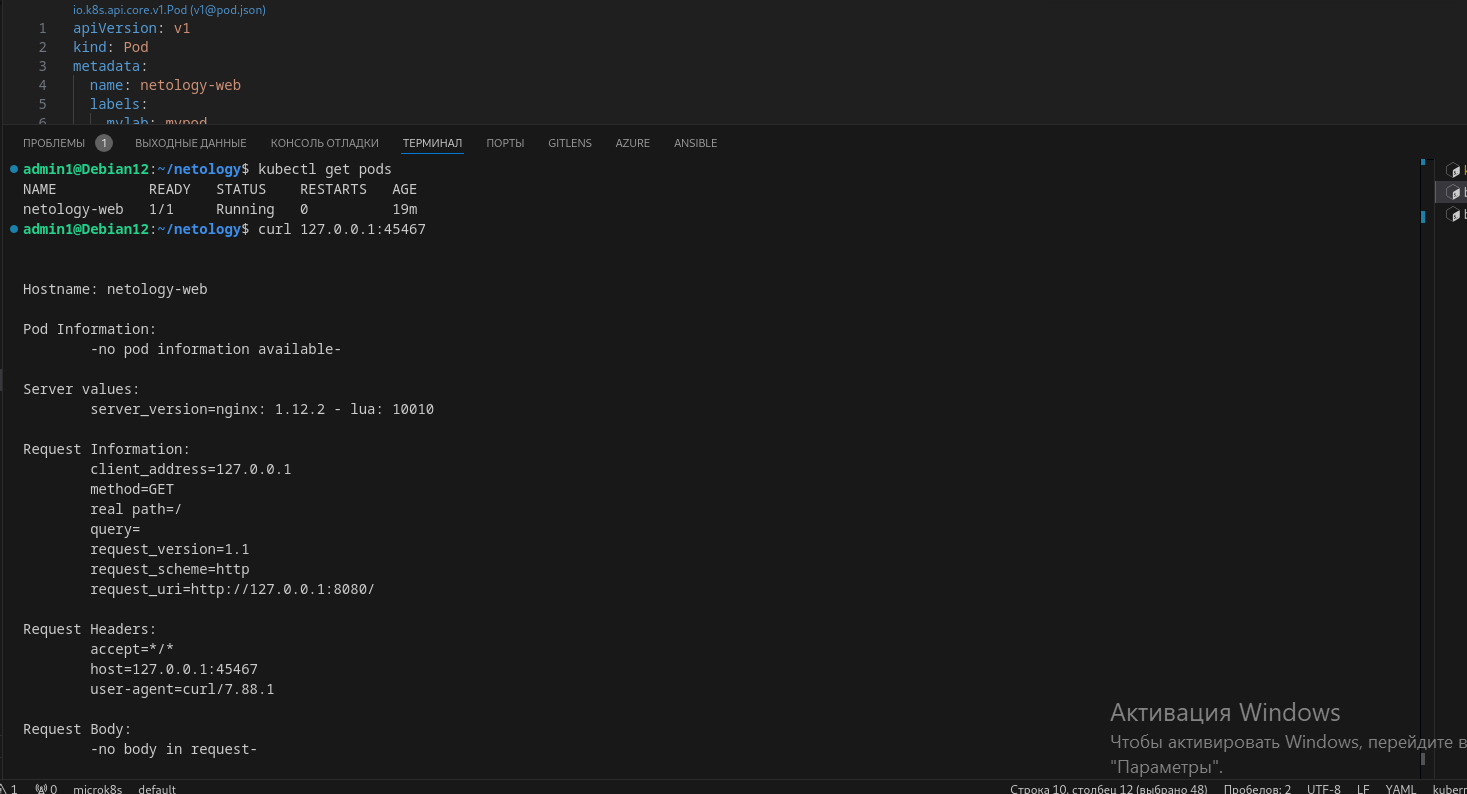 io.k8s.api.core.v1.Pod (v1@pod.json)
1 apiVersion: v1
2 kind: Pod
3 metadata:
4 name: netology-web
5 labels:
6 mylab: mypod
ПРОБЛЕМЫ 1 ВЫХОДНЫЕ ДАННЫЕ КОНСОЛЬ ОТЛАДКИ ТЕРМИНАЛ ПОРТЫ GITLENS AZURE ANSIBLE
admin1@Debian12:~/netology$ kubectl get pods
NAME READY STATUS RESTARTS AGE
netology-web 1/1 Running 0 19m
admin1@Debian12:~/netology$ curl 127.0.0.1:45467
Hostname: netology-web
Pod Information:
-no pod information available-
Server values:
server_version=nginx: 1.12.2 - lua: 10010
Request Information:
client_address=127.0.0.1
method=GET
real path=/
query=
request_version=1.1
request_scheme=http
request_uri=http://127.0.0.1:8080/
Request Headers:
accept=*/*
host=127.0.0.1:45467
user-agent=curl/7.88.1
Request Body:
-no body in request-
Активация Windows
Чтобы активировать Windows, перейдите в
"Параметры".
1 0 microk8s default Строка 10, столбец 12 (выбрано 48) Пробелов: 2 UTF-8 LF YAML